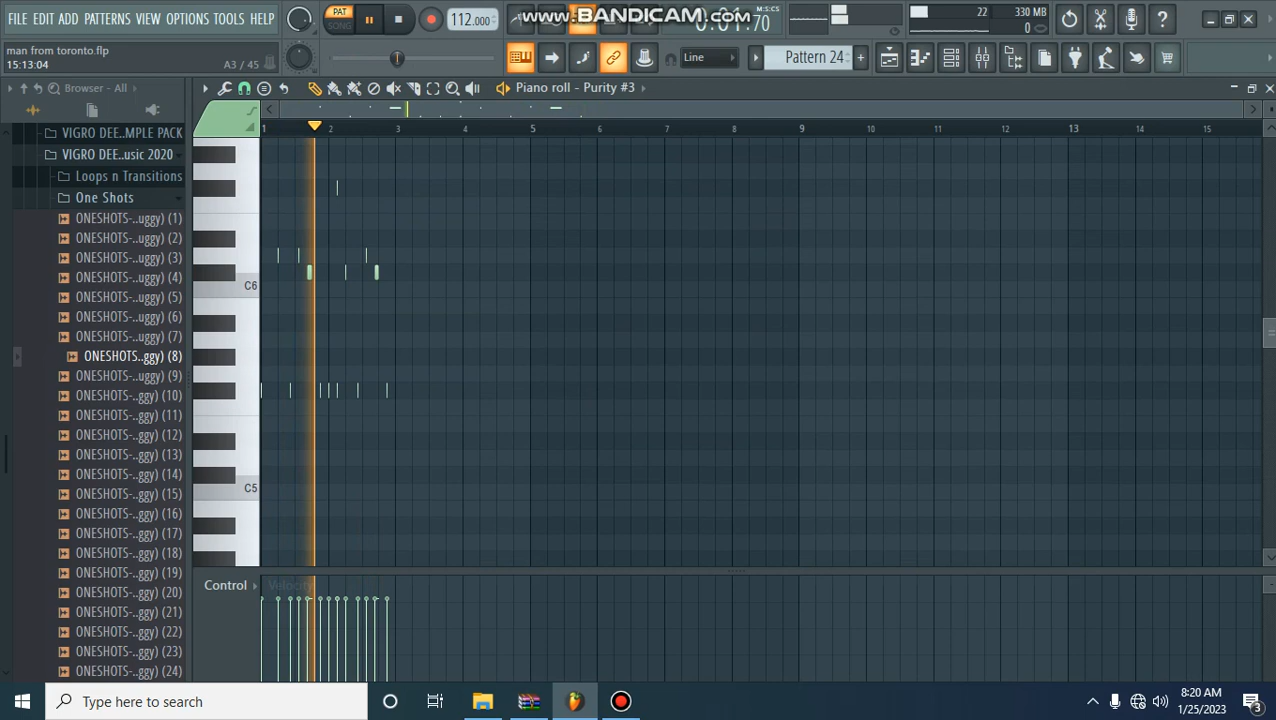 FILE EDIT ADD PATTERNS VIEW OPTIONS TOOLS HELP
PAT
SONG
112.000
www.BANDICAM.com
0:01:70
M:S:CS
22
330 MB
0
man from toronto.flp
15:13:04
A3 / 45
Line
Pattern 24
Browser - All
Piano roll - Purity #3
VIGRO DEE..MPLE PACK
VIGRO DEE..usic 2020
Loops n Transitions
One Shots
ONESHOTS-..uggy) (1)
ONESHOTS-..uggy) (2)
ONESHOTS-..uggy) (3)
ONESHOTS-..uggy) (4)
ONESHOTS-..uggy) (5)
ONESHOTS-..uggy) (6)
ONESHOTS-..uggy) (7)
ONESHOTS..ggy) (8)
ONESHOTS-..uggy) (9)
ONESHOTS-..ggy) (10)
ONESHOTS-..ggy) (11)
ONESHOTS-..ggy) (12)
ONESHOTS-..ggy) (13)
ONESHOTS-..ggy) (14)
ONESHOTS-..ggy) (15)
ONESHOTS-..ggy) (16)
ONESHOTS-..ggy) (17)
ONESHOTS-..ggy) (18)
ONESHOTS-..ggy) (19)
ONESHOTS-..ggy) (20)
ONESHOTS-..ggy) (21)
ONESHOTS-..ggy) (22)
ONESHOTS-..ggy) (23)
ONESHOTS-..ggy) (24)
1 2 3 4 5 6 7 8 9 10 11 12 13 14 15
C6
C5
Control
Velocity
Type here to search
8:20 AM
1/25/2023
3